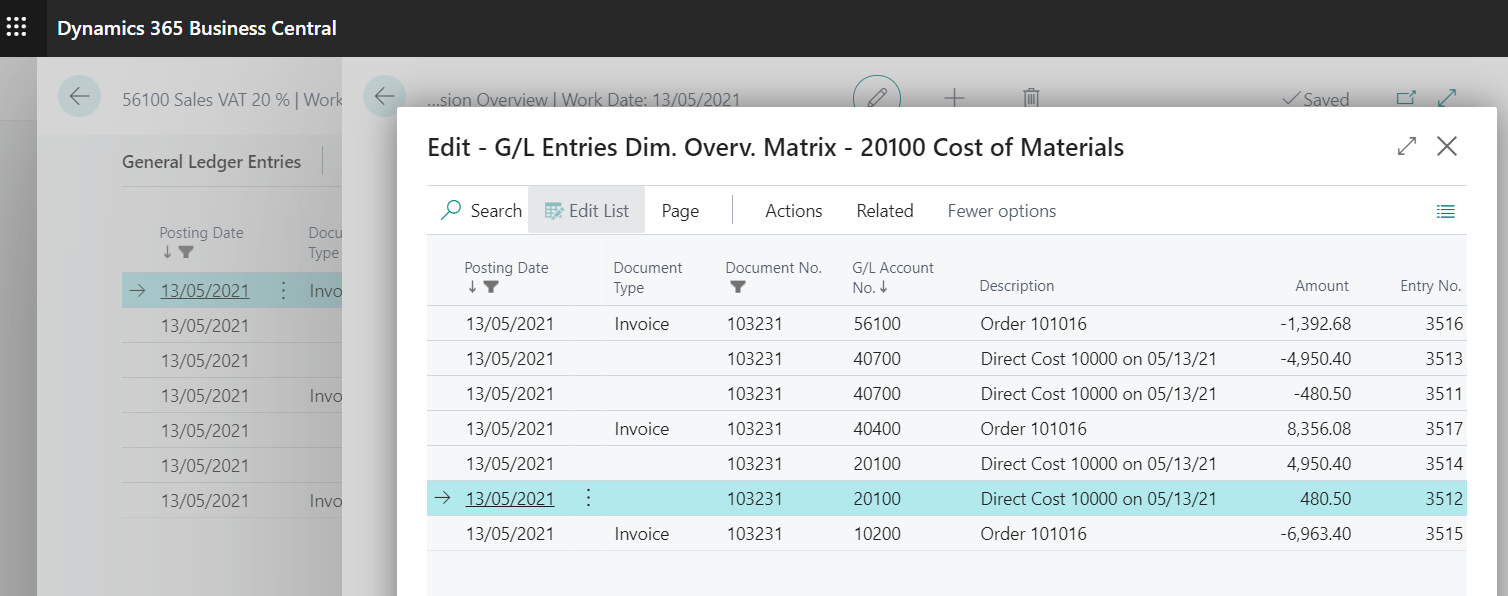 Dynamics 365 Business Central
56100 Sales VAT 20 % | Work
General Ledger Entries
Posting Date Docu
Type
13/05/2021 Invo
13/05/2021
13/05/2021
13/05/2021 Invo
13/05/2021
13/05/2021
13/05/2021 Invo
...sion Overview | Work Date: 13/05/2021 Saved
Edit - G/L Entries Dim. Overv. Matrix - 20100 Cost of Materials
Search Edit List Page Actions Related Fewer options
Posting Date Document Type Document No. G/L Account No. Description Amount Entry No.
13/05/2021 Invoice 103231 56100 Order 101016 -1,392.68 3516
13/05/2021 103231 40700 Direct Cost 10000 on 05/13/21 -4,950.40 3513
13/05/2021 103231 40700 Direct Cost 10000 on 05/13/21 -480.50 3511
13/05/2021 Invoice 103231 40400 Order 101016 8,356.08 3517
13/05/2021 103231 20100 Direct Cost 10000 on 05/13/21 4,950.40 3514
13/05/2021 103231 20100 Direct Cost 10000 on 05/13/21 480.50 3512
13/05/2021 Invoice 103231 10200 Order 101016 -6,963.40 3515